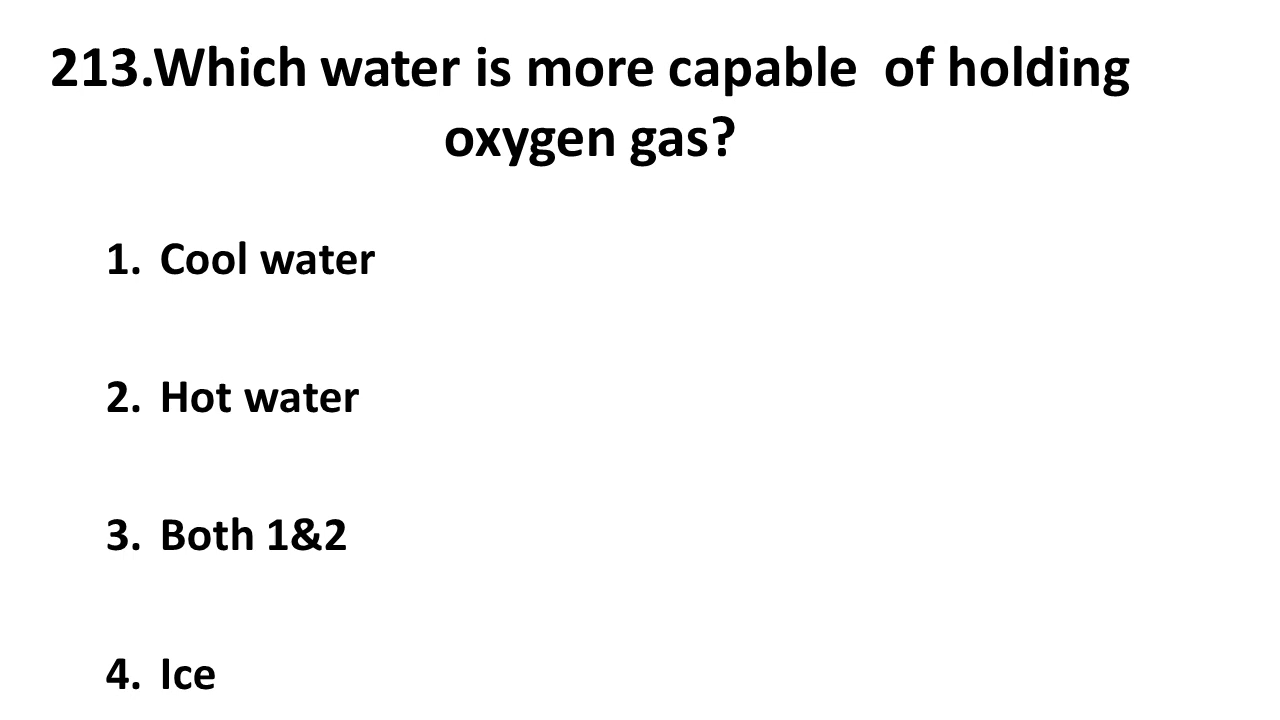 213.Which water is more capable  of holding
oxygen gas?
1. Cool water
2. Hot water
3. Both 1&2
4. Ice